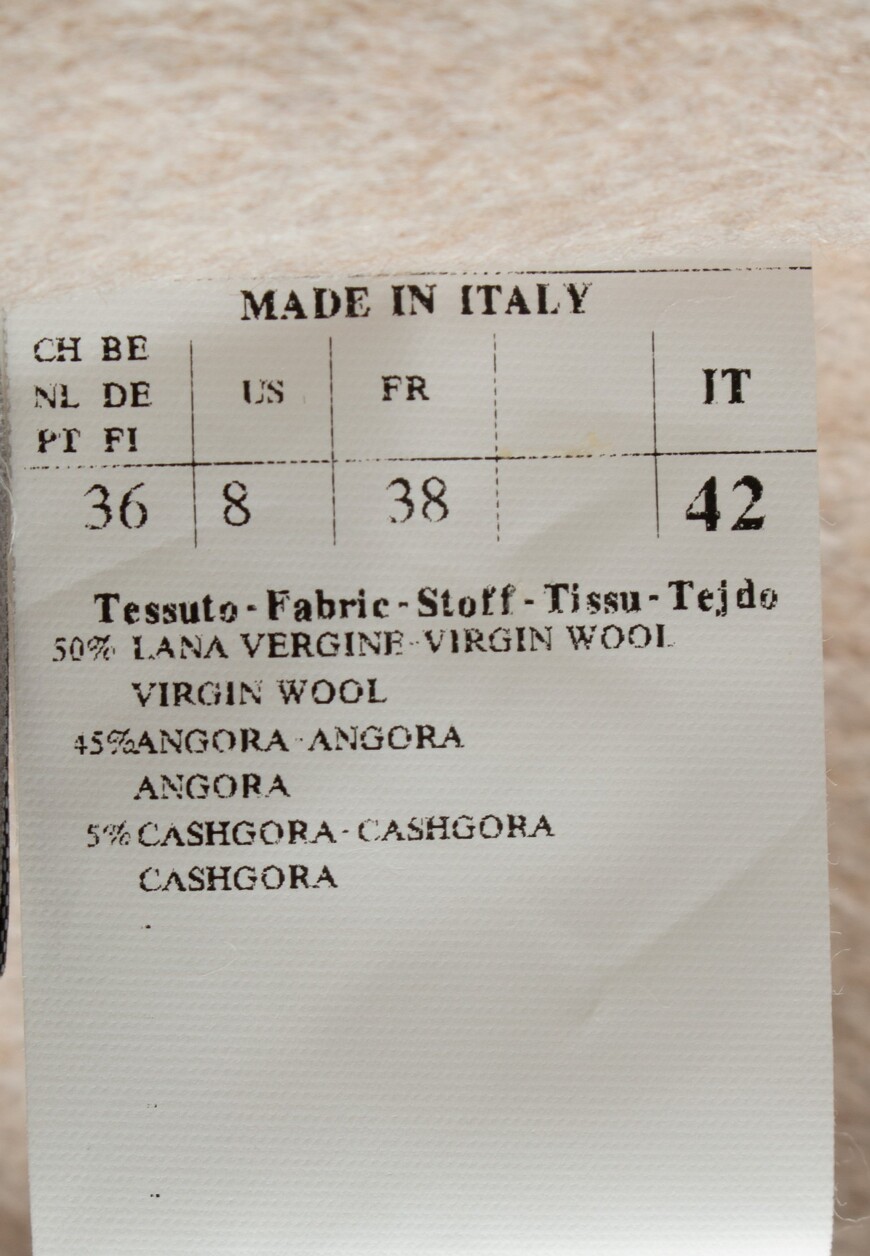 MADE IN ITALY
CH BE
NL DE US FR IT
PT FI
36 8 38 42
Tessuto-Fabric-Stoff-Tissu-Tejdo
50% LANA VERGINE-VIRGIN WOOL
VIRGIN WOOL
45%ANGORA-ANGORA
ANGORA
5% CASHGORA-CASHGORA
CASHGORA